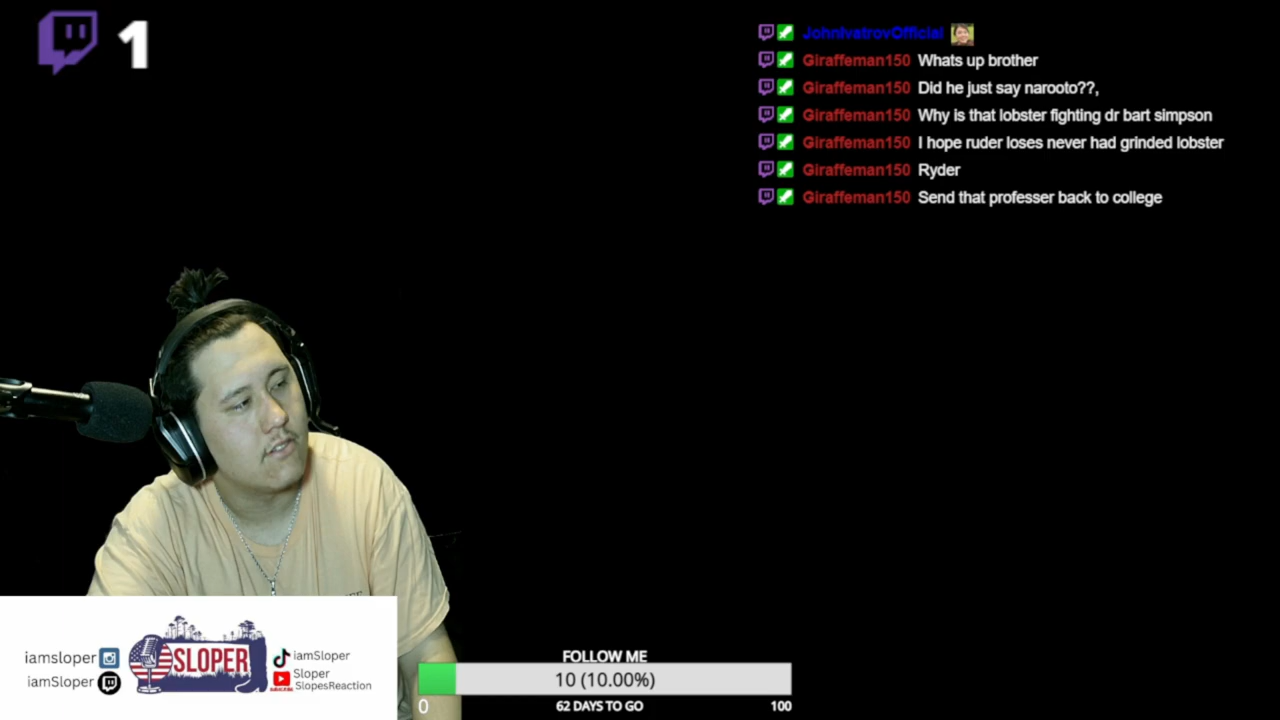 1
JohnIvatrovOfficial
Giraffeman150 Whats up brother
Giraffeman150 Did he just say narooto??,
Giraffeman150 Why is that lobster fighting dr bart simpson
Giraffeman150 I hope ruder loses never had grinded lobster
Giraffeman150 Ryder
Giraffeman150 Send that professer back to college
iamsloper
iamSloper
SLOPER
iamSloper
Sloper
SlopesReaction
FOLLOW ME
10 (10.00%)
0
62 DAYS TO GO
100